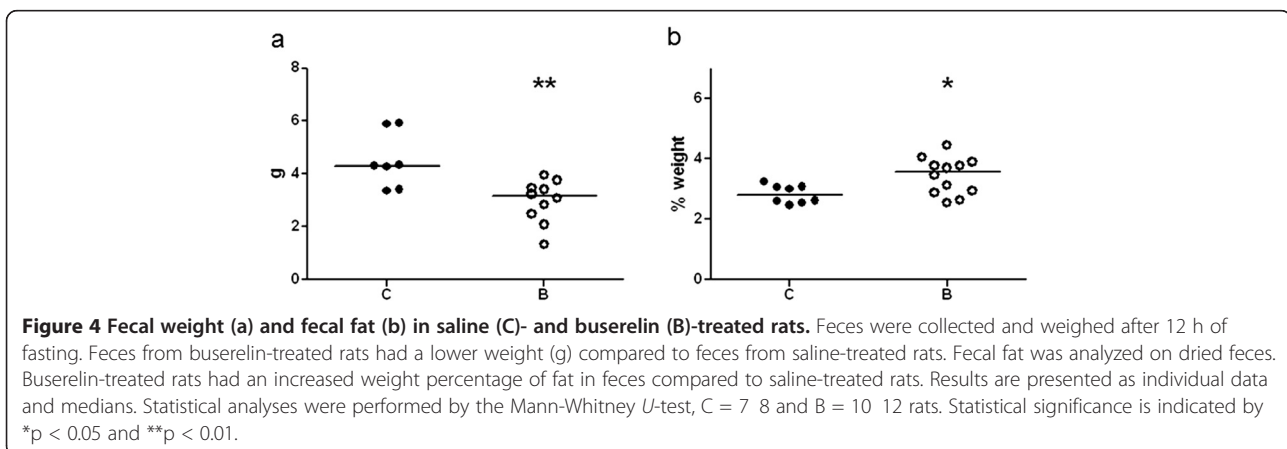 a
b
8
6
4
2
0
g
**
C
B
6
4
2
0
% weight
*
C
B
Figure 4 Fecal weight (a) and fecal fat (b) in saline (C)- and buserelin (B)-treated rats. Feces were collected and weighed after 12 h of
fasting. Feces from buserelin-treated rats had a lower weight (g) compared to feces from saline-treated rats. Fecal fat was analyzed on dried feces.
Buserelin-treated rats had an increased weight percentage of fat in feces compared to saline-treated rats. Results are presented as individual data
and medians. Statistical analyses were performed by the Mann-Whitney U-test, C = 7 8 and B = 10 12 rats. Statistical significance is indicated by
*p < 0.05 and **p < 0.01.